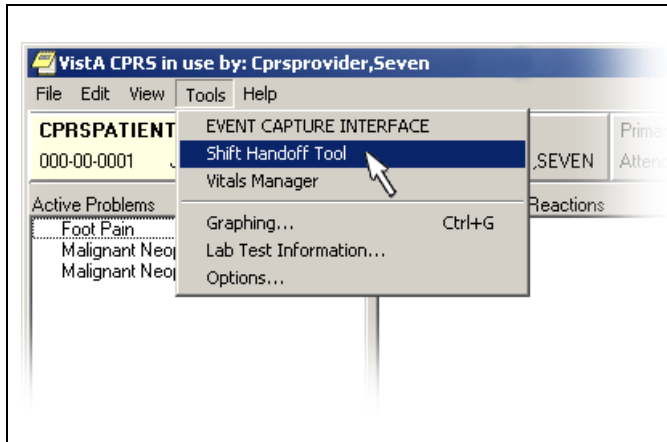 VistA CPRS in use by: Cprsprovider,Seven
File Edit View Tools Help
CPRSPATIENT
000-00-0001
EVENT CAPTURE INTERFACE
Shift Handoff Tool
Vitals Manager
Graphing... Ctrl+G
Lab Test Information...
Options...
,SEVEN
Active Problems
Reactions
Foot Pain
Malignant
Malignant